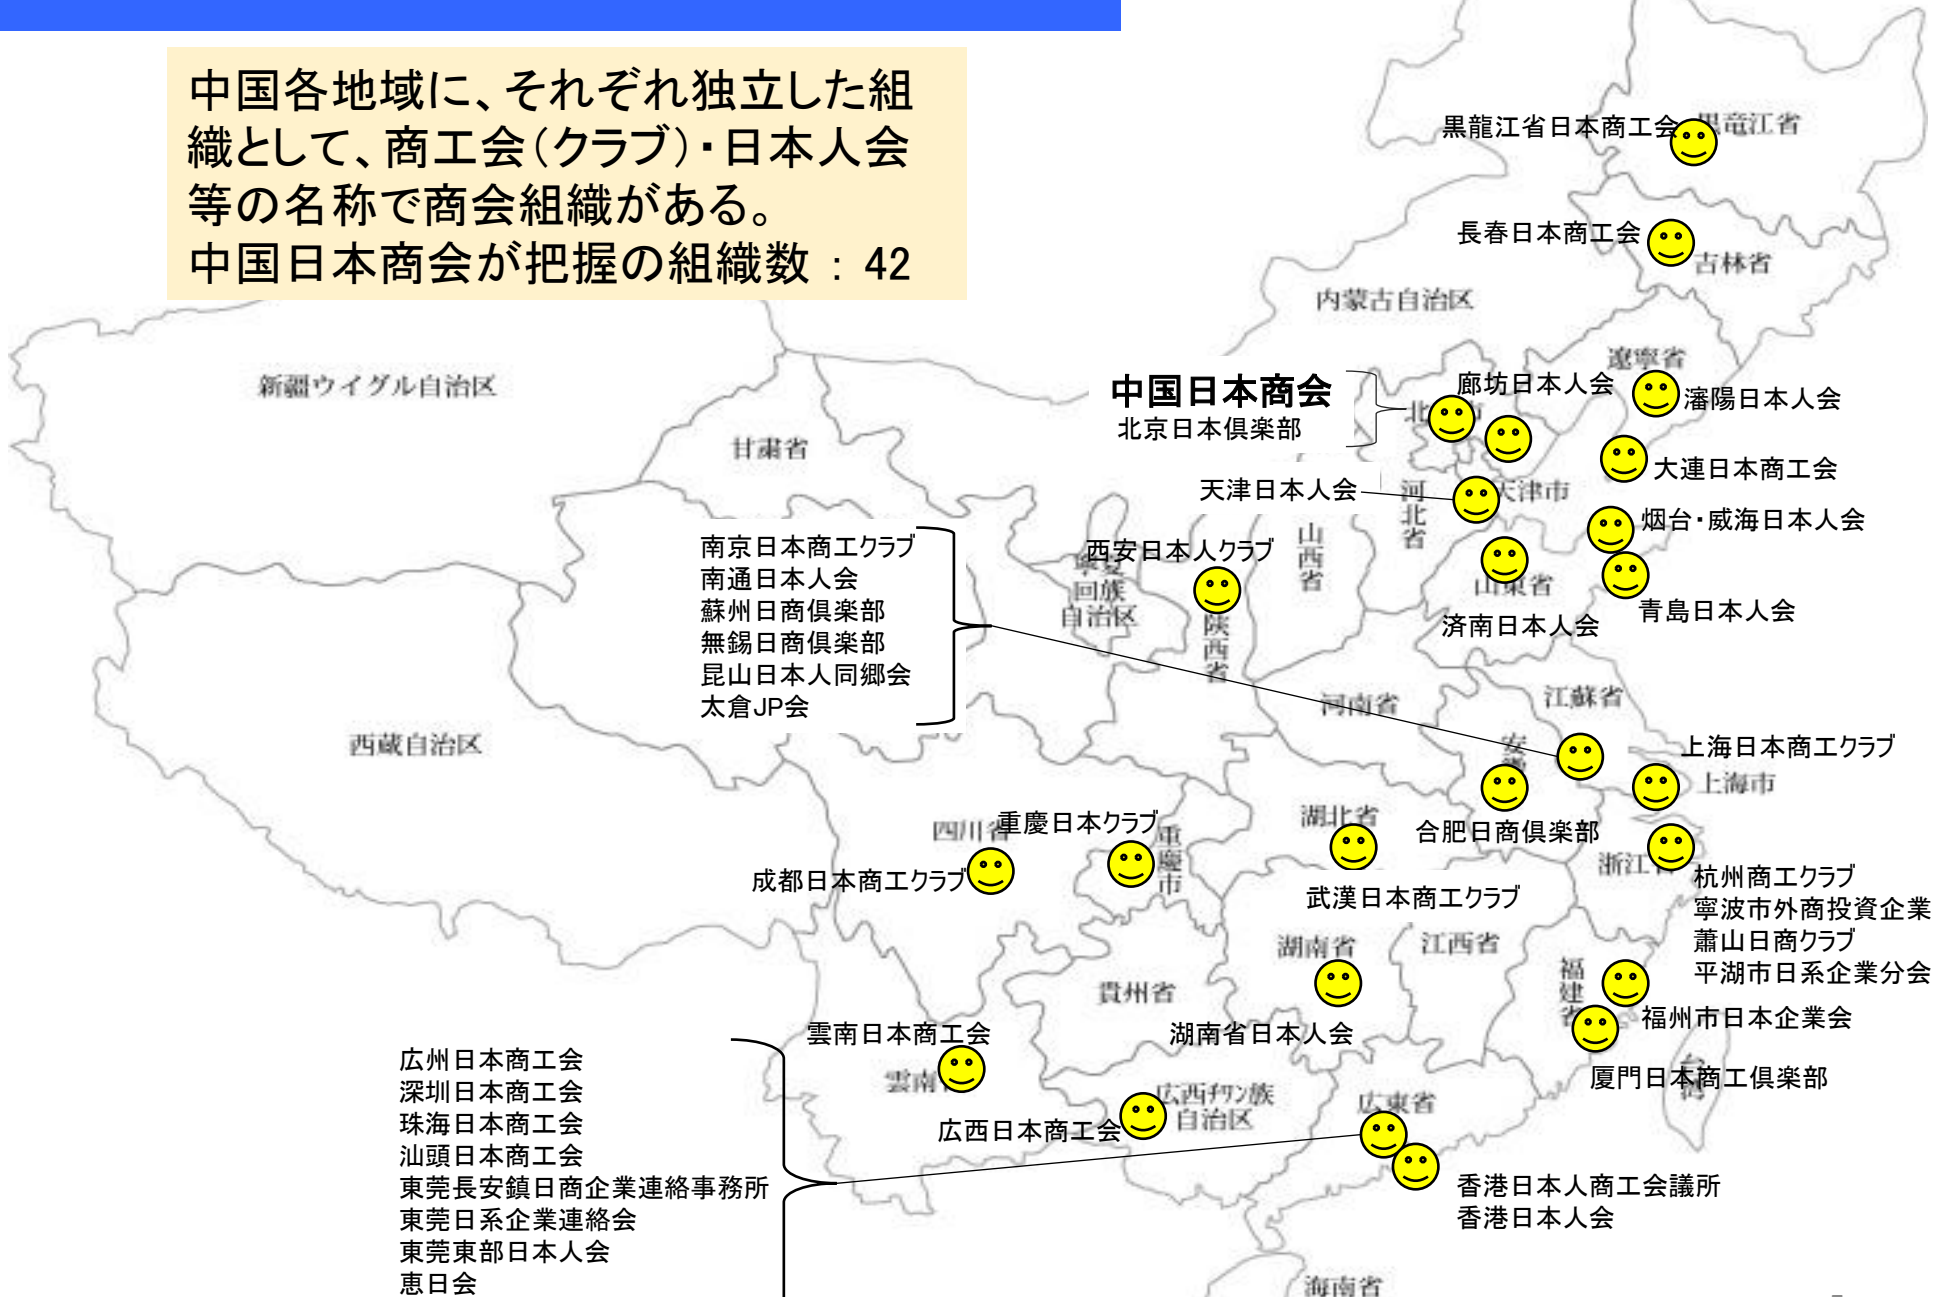 中国各地域に、それぞれ独立した組
織として、商工会(クラブ)・日本人会
等の名称で商会組織がある。
中国日本商会が把握の組織数 : 42
黒龍江省日本商工会
黒竜江省
長春日本商工会
吉林省
内蒙古自治区
遼寧省
新疆ウイグル自治区
中国日本商会
北京日本倶楽部
廊坊日本人会
瀋陽日本人会
甘粛省
大連日本商工会
天津日本人会
天津市
河北省
烟台・威海日本人会
山西省
西安日本人クラブ
回族
自治区
陝西省
山東省
済南日本人会
青島日本人会
南京日本商工クラブ
南通日本人会
蘇州日商倶楽部
無錫日商倶楽部
昆山日本人同郷会
太倉JP会
河南省
江蘇省
西蔵自治区
上海日本商工クラブ
上海市
四川省
重慶日本クラブ
重慶市
成都日本商工クラブ
湖北省
合肥日商倶楽部
浙江省
武漢日本商工クラブ
杭州商工クラブ
寧波市外商投資企業
蕭山日商クラブ
平湖市日系企業分会
湖南省
江西省
福建省
貴州省
湖南省日本人会
福州市日本企業会
厦門日本商工倶楽部
台湾
雲南日本商工会
雲南
広西チワン族
自治区
広西日本商工会
広東省
広州日本商工会
深圳日本商工会
珠海日本商工会
汕頭日本商工会
東莞長安鎮日商企業連絡事務所
東莞日系企業連絡会
東莞東部日本人会
恵日会
香港日本人商工会議所
香港日本人会
海南省